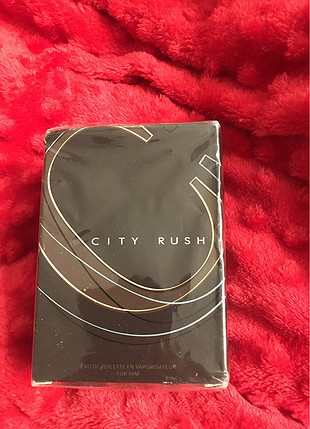 CITY RUSH
EAU DE TOILETTE EN VAPORISATEUR
FOR HIM